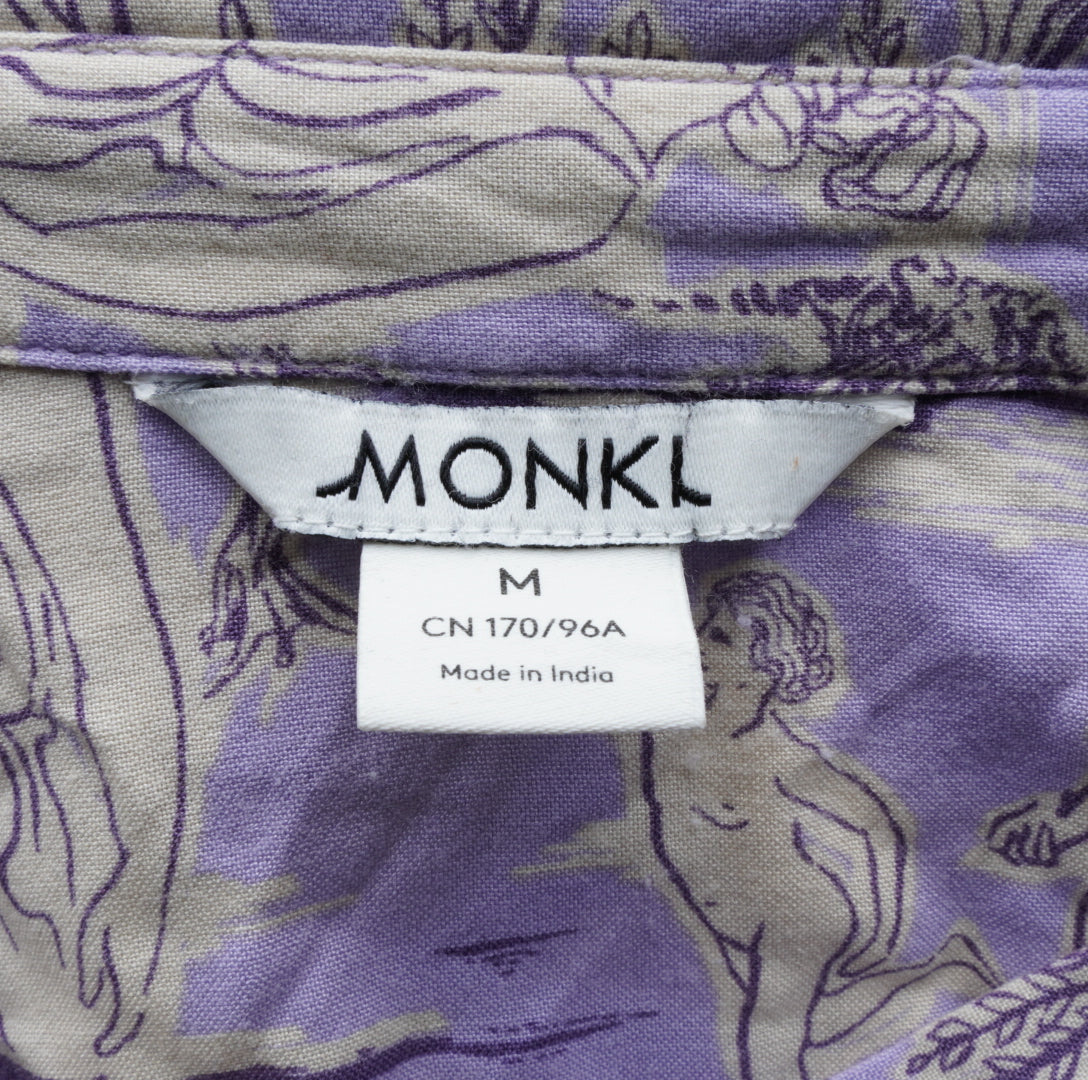 MONKI
M
CN 170/96A
Made in India